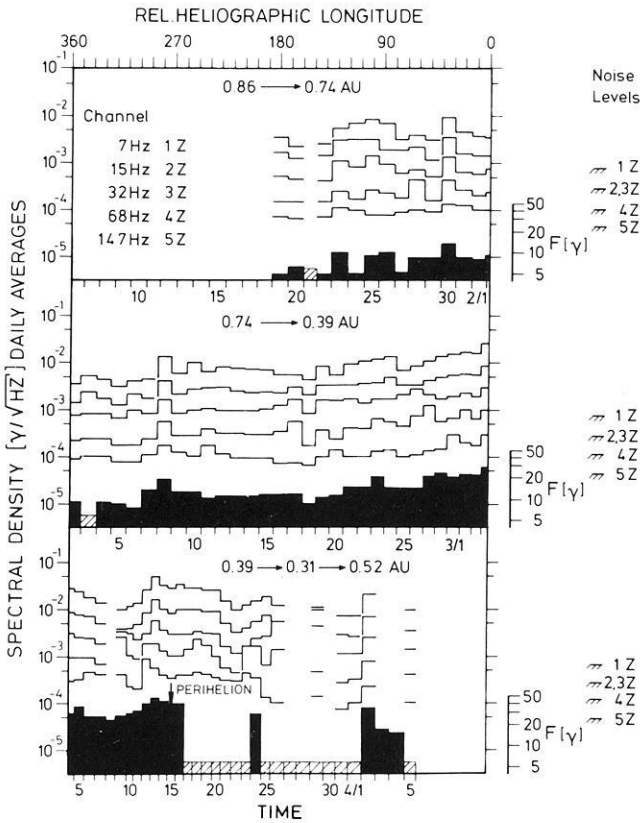 REL. HELIOGRAPHIC LONGITUDE
360 270 180 90 0
SPECTRAL DENSITY [γ/√HZ] DAILY AVERAGES
10⁻¹
10⁻²
10⁻³
10⁻⁴
10⁻⁵
0.86 → 0.74 AU
Channel
7Hz 1Z
15Hz 2Z
32Hz 3Z
68Hz 4Z
147Hz 5Z
50
20
10
5
F[γ]
Noise
Levels
1Z
2,3Z
4Z
5Z
10 15 20 25 30 2/1
10⁻¹
10⁻²
10⁻³
10⁻⁴
10⁻⁵
0.74 → 0.39 AU
50
20
10
5
F[γ]
1Z
2,3Z
4Z
5Z
5 10 15 20 25 3/1
10⁻¹
10⁻²
10⁻³
10⁻⁴
10⁻⁵
0.39 → 0.31 → 0.52 AU
PERIHELION
50
20
10
5
F[γ]
1Z
2,3Z
4Z
5Z
5 10 15 20 25 30 4/1 5
TIME